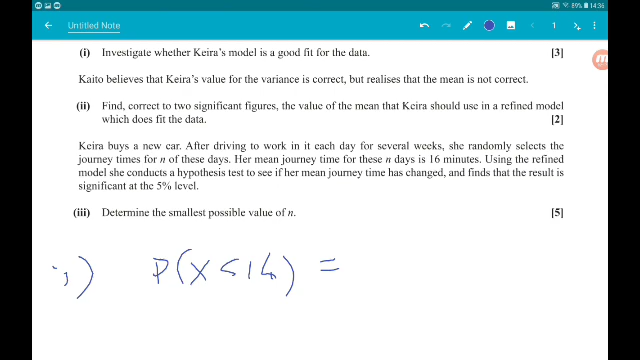 89% 14:36
Untitled Note
1
(i) Investigate whether Keira's model is a good fit for the data. [3]
Kaito believes that Keira's value for the variance is correct, but realises that the mean is not correct.
(ii) Find, correct to two significant figures, the value of the mean that Keira should use in a refined model
which does fit the data. [2]
Keira buys a new car. After driving to work in it each day for several weeks, she randomly selects the
journey times for n of these days. Her mean journey time for these n days is 16 minutes. Using the refined
model she conducts a hypothesis test to see if her mean journey time has changed, and finds that the result is
significant at the 5% level.
(iii) Determine the smallest possible value of n. [5]
i) P(X < 16) =